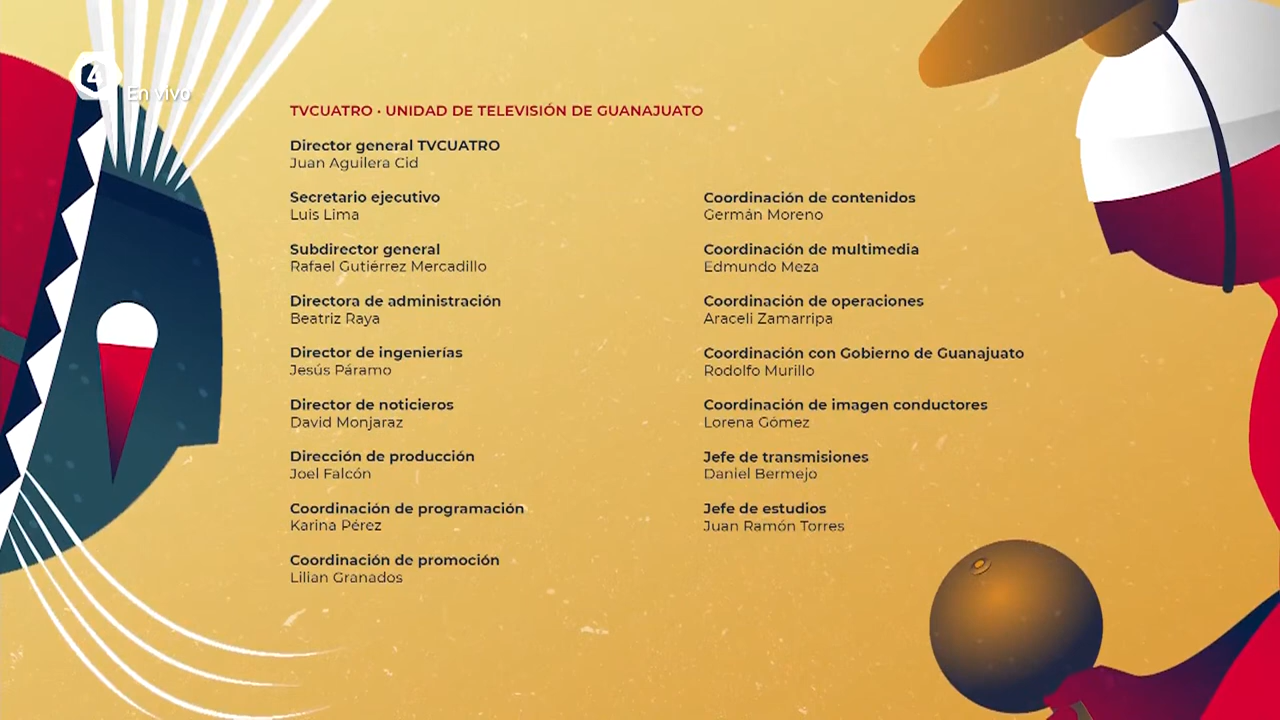 4
En vivo
TVCUATRO • UNIDAD DE TELEVISIÓN DE GUANAJUATO
Director general TVCUATRO
Juan Aguilera Cid
Secretario ejecutivo
Luis Lima
Subdirector general
Rafael Gutiérrez Mercadillo
Directora de administración
Beatriz Raya
Director de ingenierías
Jesús Páramo
Director de noticieros
David Monjaraz
Dirección de producción
Joel Falcón
Coordinación de programación
Karina Pérez
Coordinación de promoción
Lilian Granados
Coordinación de contenidos
Germán Moreno
Coordinación de multimedia
Edmundo Meza
Coordinación de operaciones
Araceli Zamarripa
Coordinación con Gobierno de Guanajuato
Rodolfo Murillo
Coordinación de imagen conductores
Lorena Gómez
Jefe de transmisiones
Daniel Bermejo
Jefe de estudios
Juan Ramón Torres